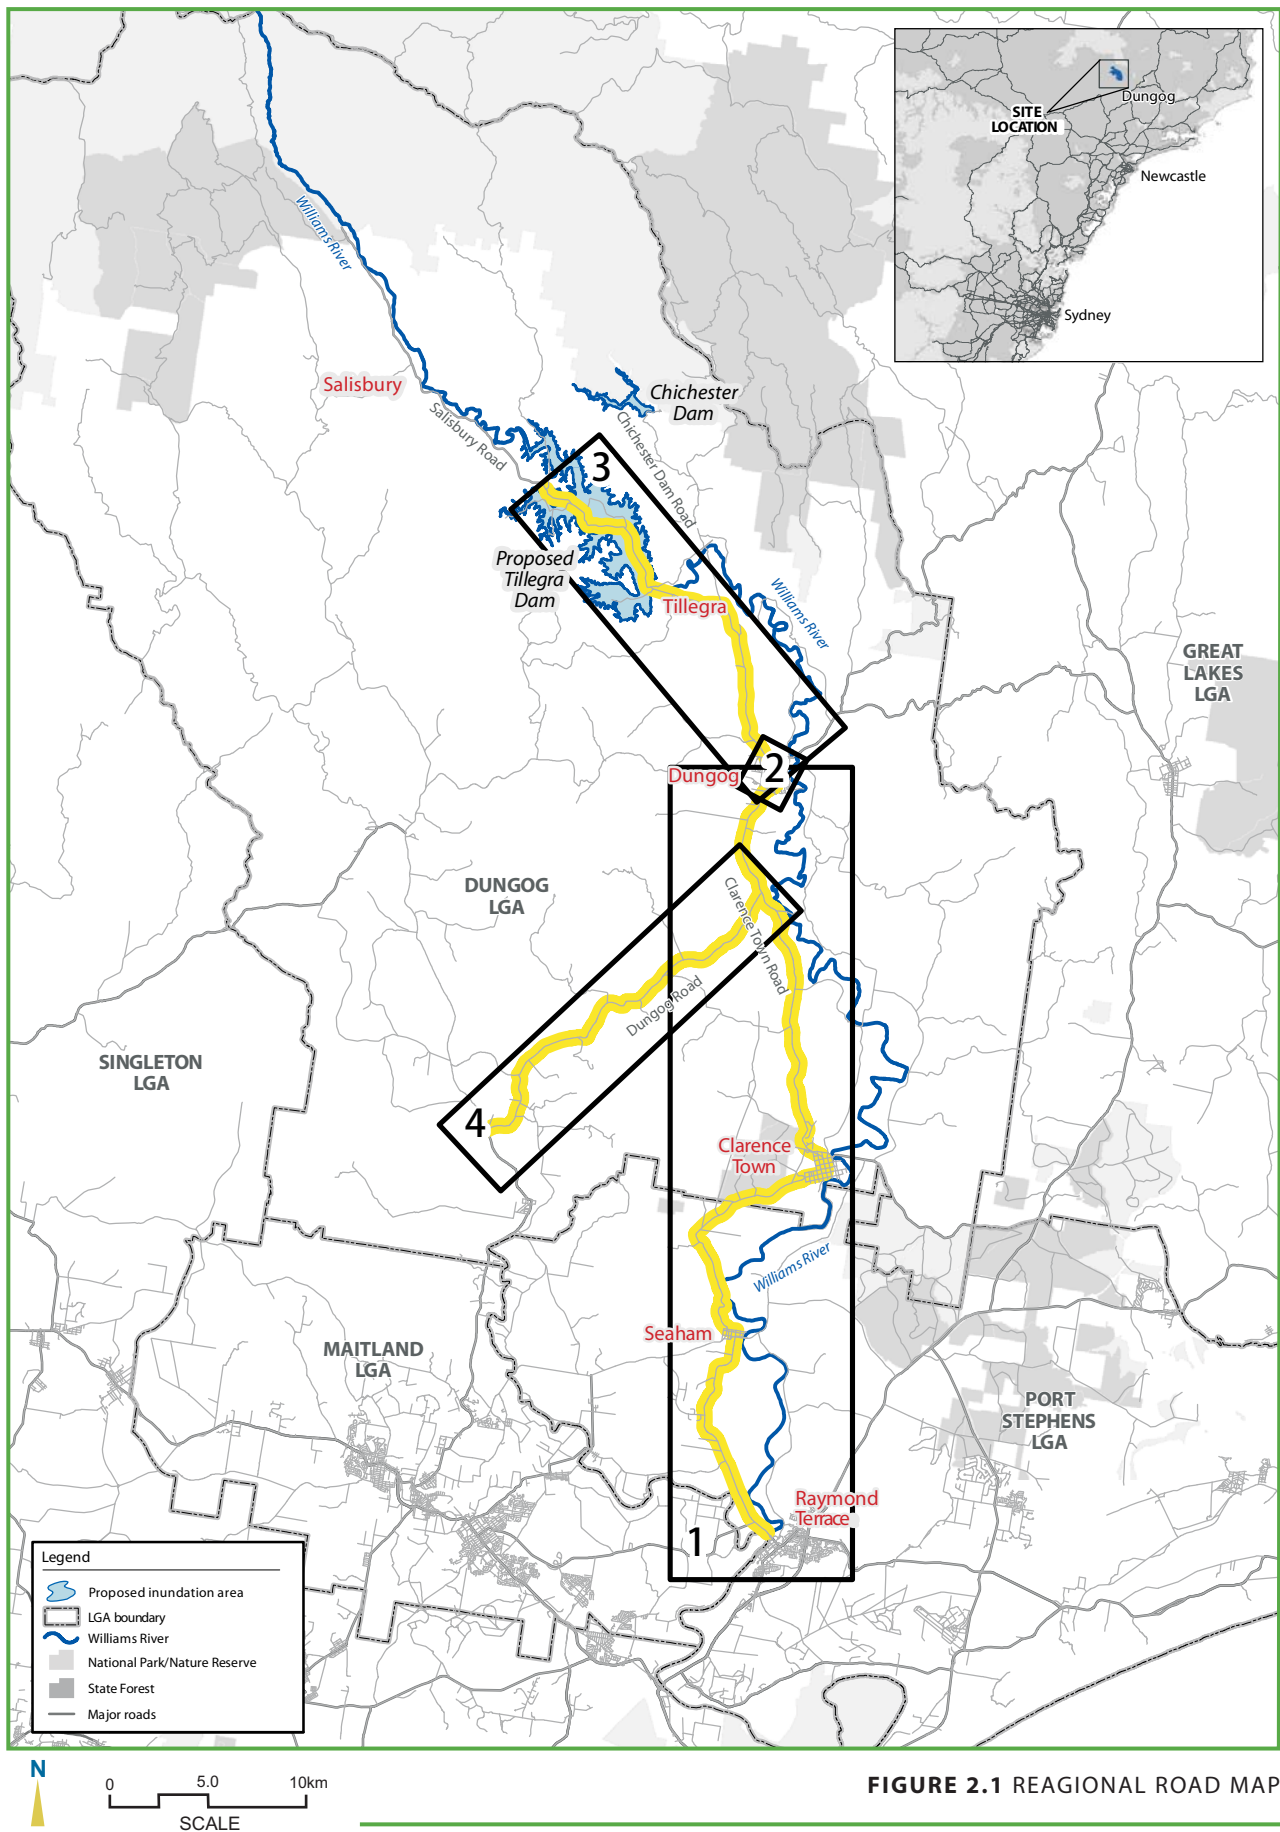 Dungog
SITE
LOCATION
Newcastle
Sydney
Williams River
Salisbury
Salisbury Road
Chichester
Dam
Chichester Dam Road
3
Proposed
Tillegra
Dam
Tillegra
Williams River
GREAT
LAKES
LGA
Dungog
2
DUNGOG
LGA
Clarence Town Road
Dungog Road
SINGLETON
LGA
4
Clarence
Town
Williams River
Seaham
MAITLAND
LGA
PORT
STEPHENS
LGA
Raymond
Terrace
1
Legend
Proposed inundation area
LGA boundary
Williams River
National Park/Nature Reserve
State Forest
Major roads
N
0 5.0 10km
SCALE
FIGURE 2.1 REAGIONAL ROAD MAP